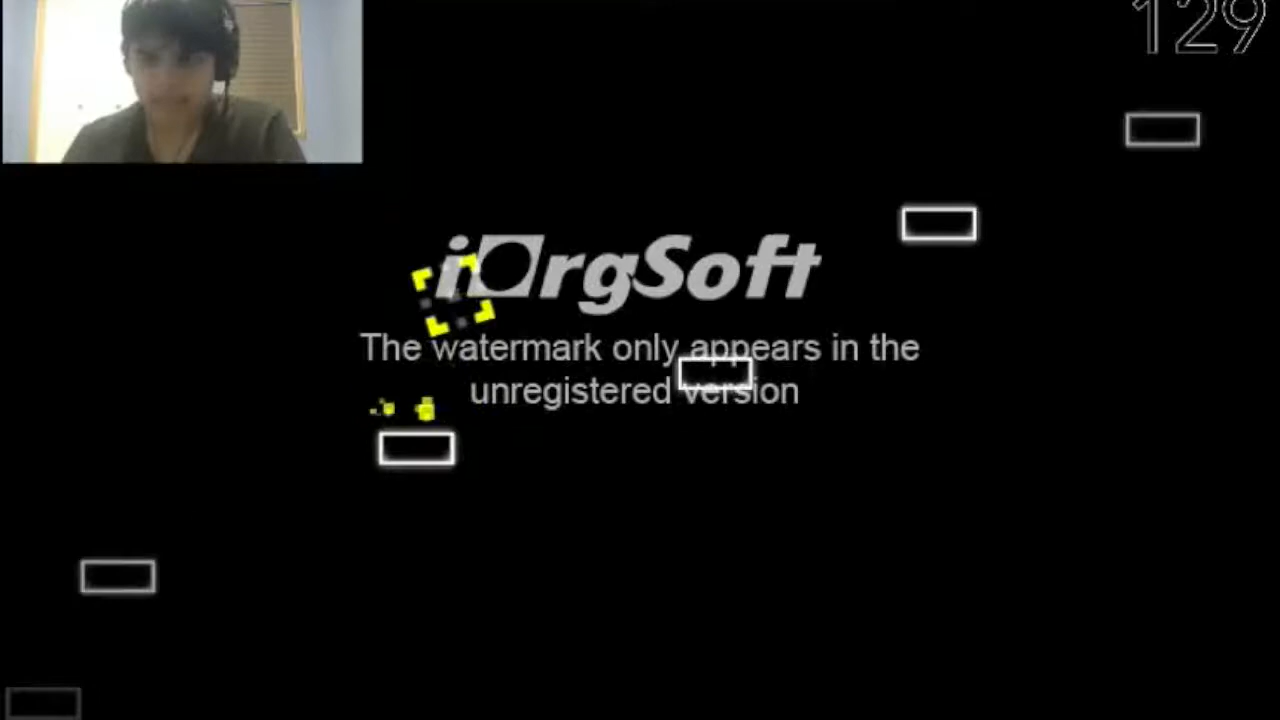 129
iOrgSoft
The watermark only appears in the
unregistered version